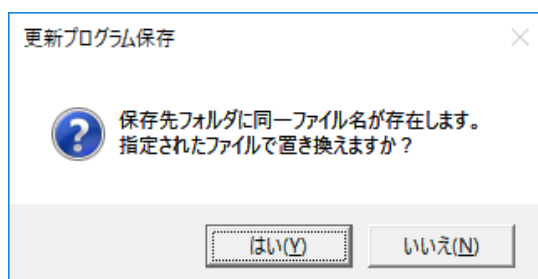 更新プログラム保存
保存先フォルダに同一ファイル名が存在します。
指定されたファイルで置き換えますか？
はい(Y)
いいえ(N)